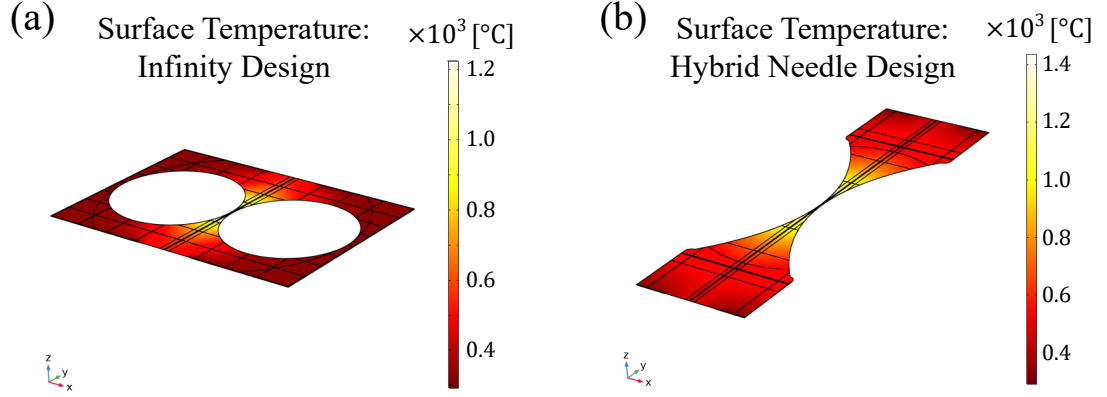 (a)
Surface Temperature:
Infinity Design
×10³ [°C]
1.2
1.0
0.8
0.6
0.4
z
y
x
(b)
Surface Temperature:
Hybrid Needle Design
×10³ [°C]
1.4
1.2
1.0
0.8
0.6
0.4
z
y
x